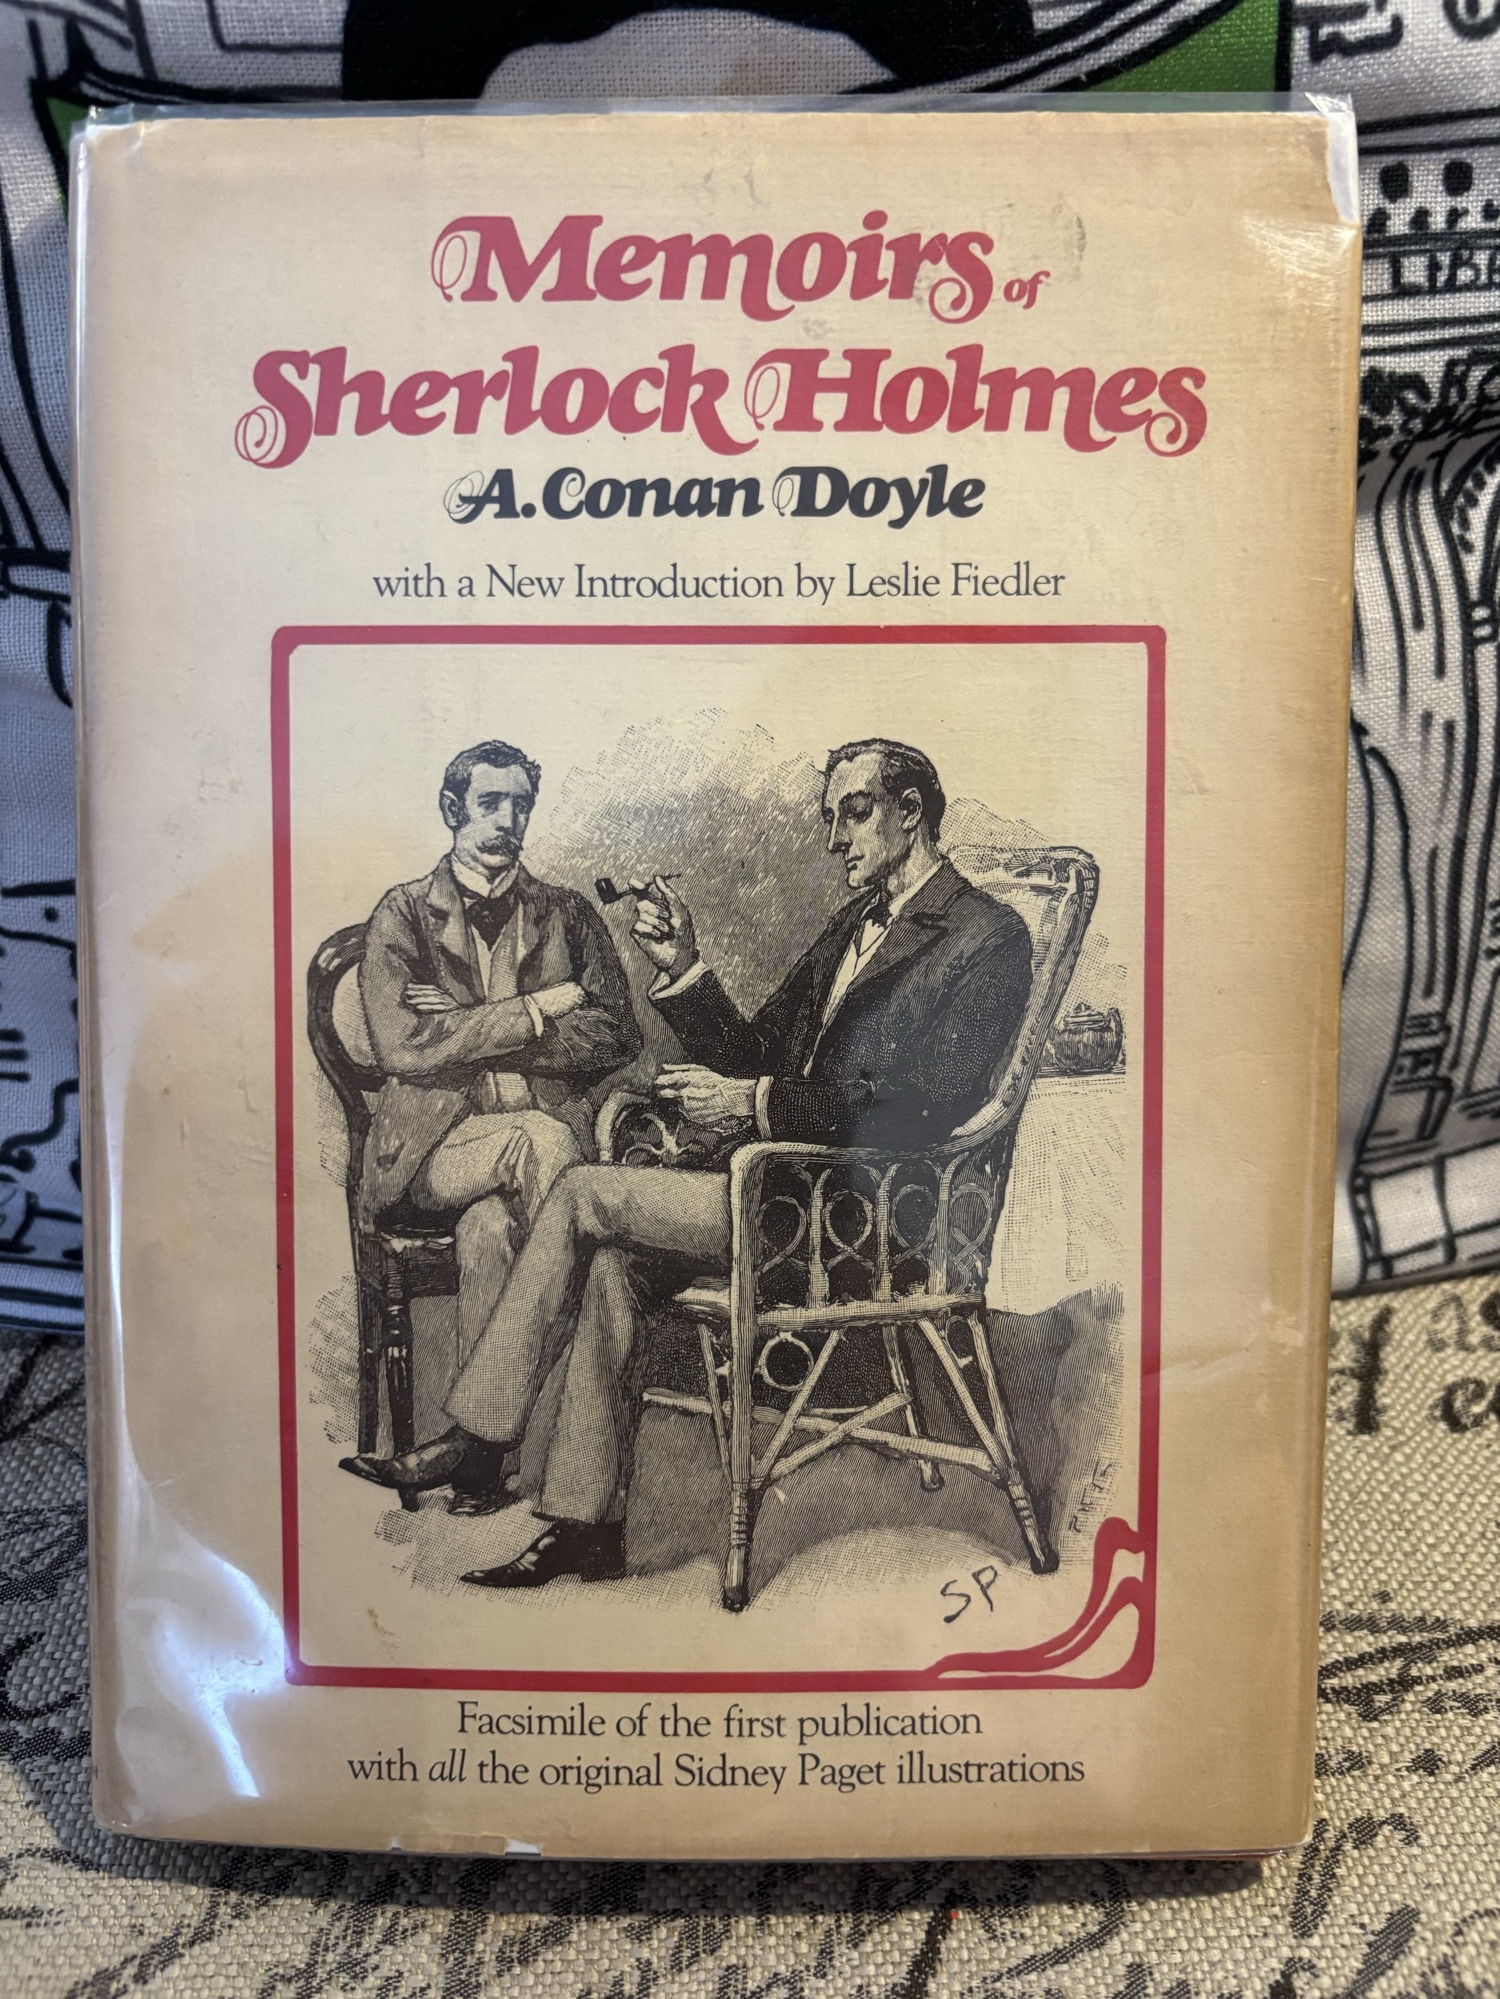 Memoirs of
Sherlock Holmes
A. Conan Doyle
with a New Introduction by Leslie Fiedler
SP
Facsimile of the first publication
with all the original Sidney Paget illustrations